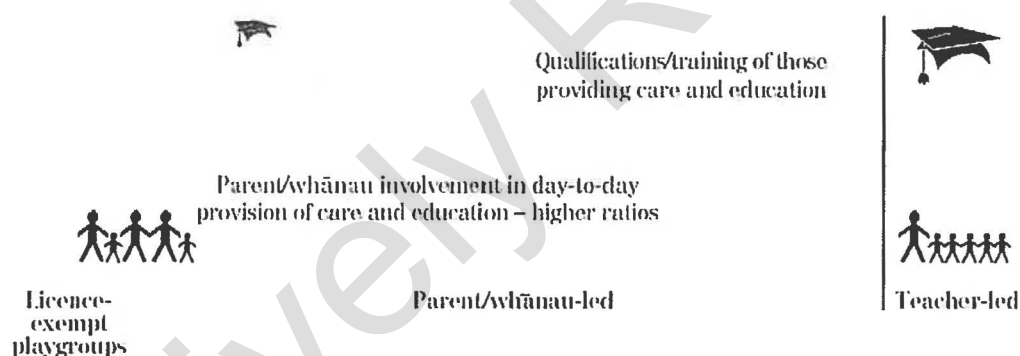 Qualifications/training of those
providing care and education
Parent/whānau involvement in day-to-day
provision of care and education – higher ratios
Licence-
exempt
playgroups
Parent/whānau-led
Teacher-led